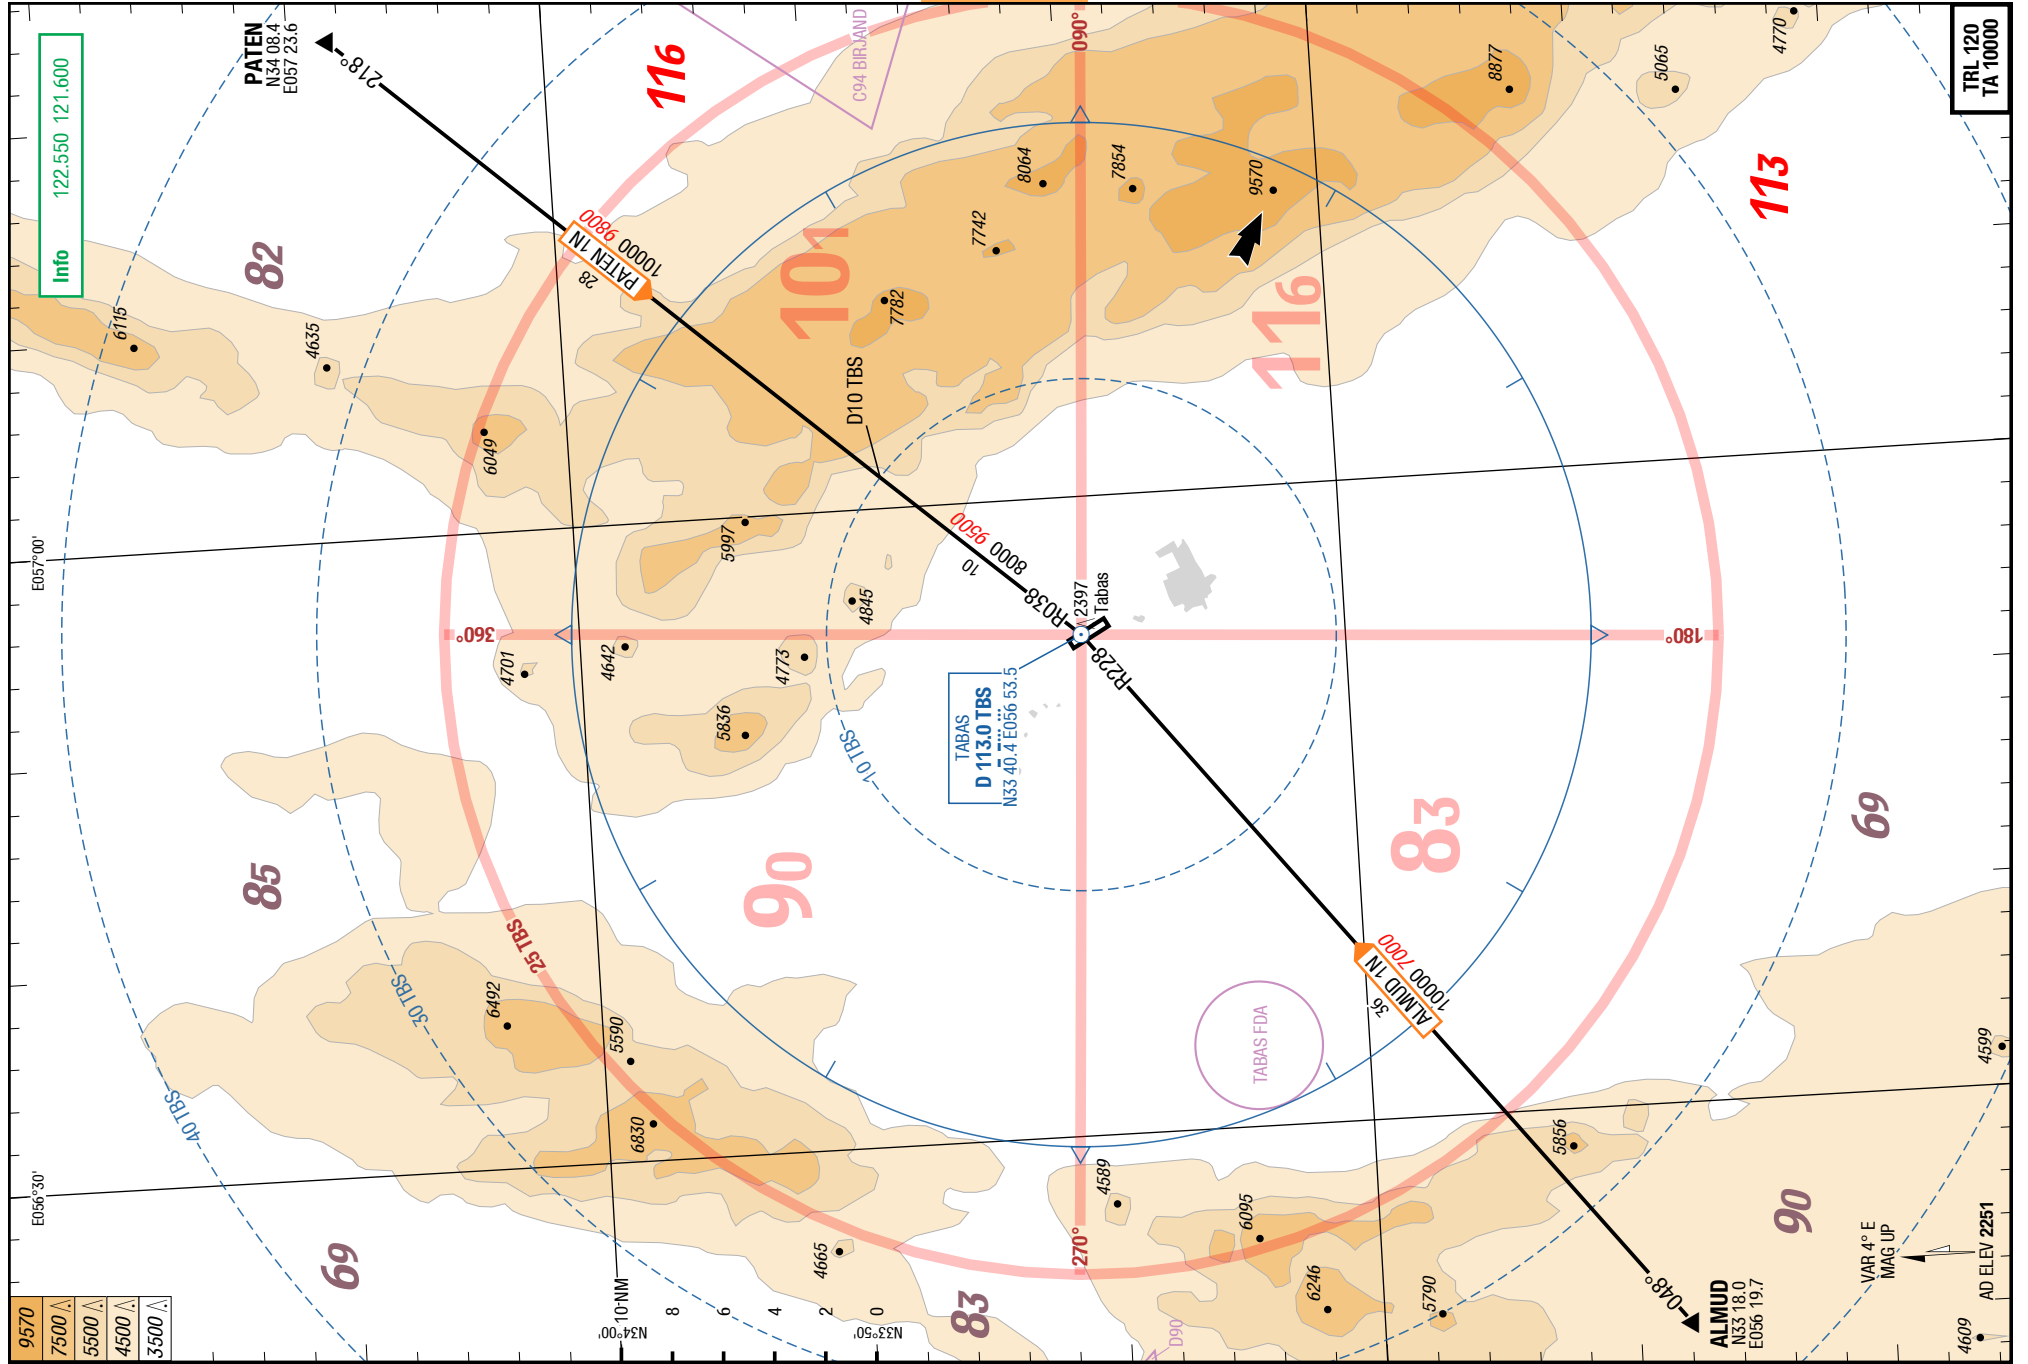 Info 122.550 121.600
PATEN
N34 08.4
E057 23.6
218°
116
C94 BIRJAND
090°
8877
5065
4770
TRL 120
TA 10000
82
6115
4635
PATEN 1N
28
10000 9800
101
8064
7854
9570
7742
7782
116
113
6049
D10 TBS
5997
9500
8000
10
R038
4845
E057°00'
360°
4701
4642
4773
5836
2397
Tabas
180°
R228
TABAS
D 113.0 TBS
N33 40.4 E056 53.5
10 TBS
85
90
83
69
25 TBS
30 TBS
40 TBS
6492
5590
6830
TABAS FDA
ALMUD 1N
36
10000 7000
4599
5856
E056°30'
69
4665
4589
270°
6095
6246
5790
90
83
D90
048°
ALMUD
N33 18.0
E056 19.7
VAR 4° E
MAG UP
AD ELEV 2251
4609
9570
7500
5500
4500
3500
N34°00'
10 NM
8
6
4
2
0
N33°50'